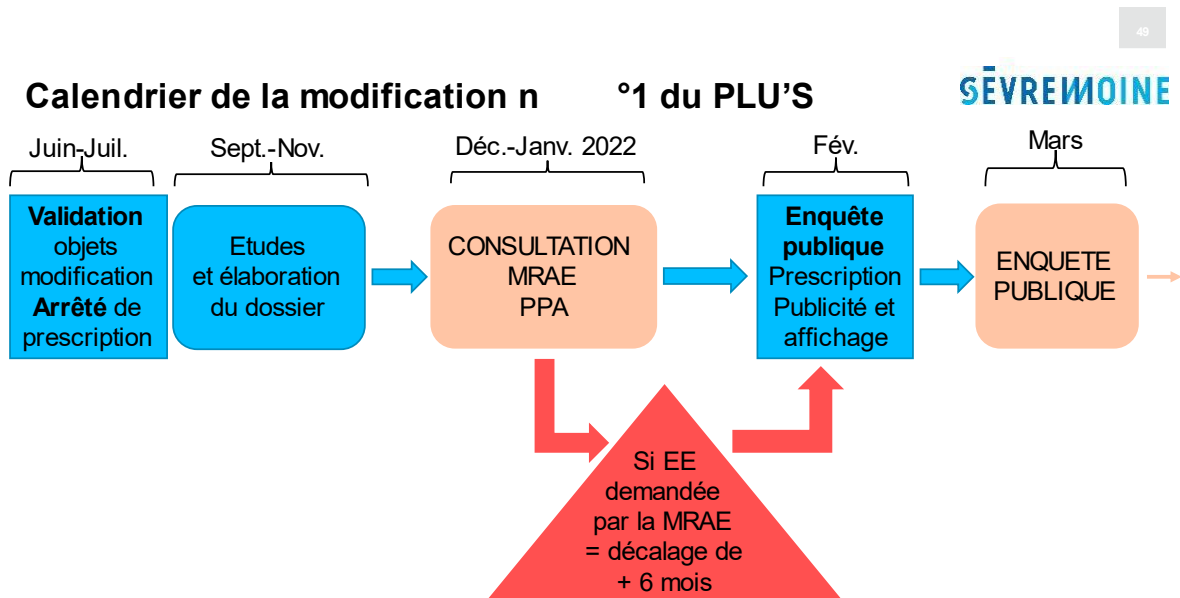 49
Calendrier de la modification n °1 du PLU'S
SĒVREMOINE
Juin-Juil.
Sept.-Nov.
Déc.-Janv. 2022
Fév.
Mars
Validation
objets
modification
Arrêté de
prescription
Etudes
et élaboration
du dossier
CONSULTATION
MRAE
PPA
Enquête
publique
Prescription
Publicité et
affichage
ENQUETE
PUBLIQUE
Si EE
demandée
par la MRAE
= décalage de
+ 6 mois